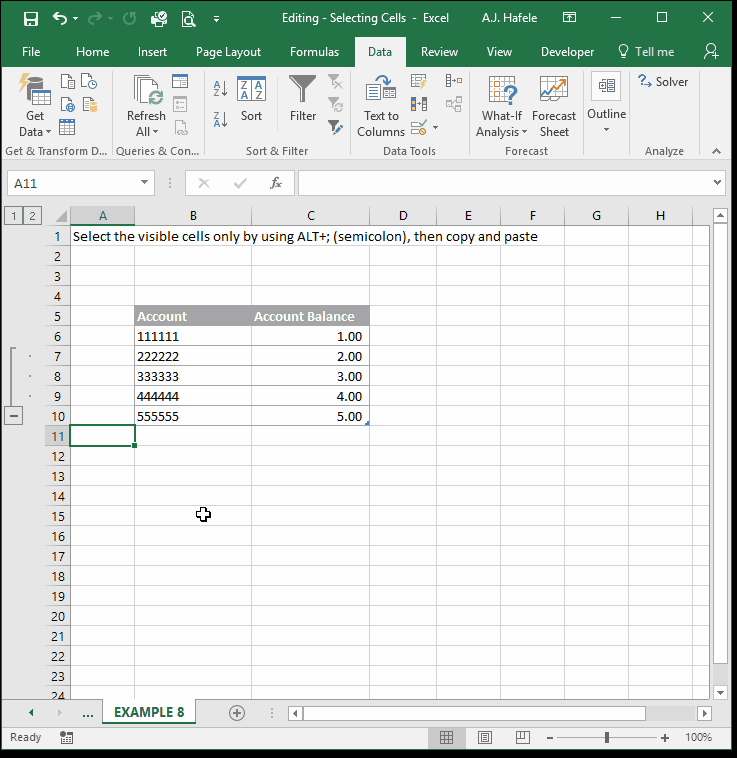 Editing - Selecting Cells - Excel A.J. Hafele
File Home Insert Page Layout Formulas Data Review View Developer Tell me
Get Data Refresh All Sort Filter Text to Columns What-If Analysis Forecast Sheet Outline Solver
Get & Transform D... Queries & Con... Sort & Filter Data Tools Forecast Analyze
A11 fx
1 2 A B C D E F G H
1 Select the visible cells only by using ALT+; (semicolon), then copy and paste
2
3
4
5 Account Account Balance
6 111111 1.00
7 222222 2.00
8 333333 3.00
9 444444 4.00
10 555555 5.00
11
12
13
14
15
16
17
18
19
20
21
22
23
24
... EXAMPLE 8
Ready 100%